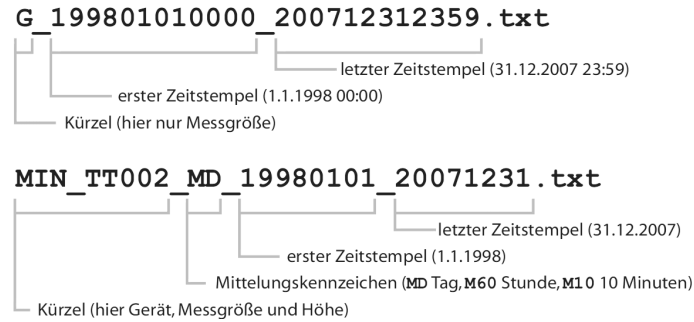 G_199801010000_200712312359.txt
letzter Zeitstempel (31.12.2007 23:59)
erster Zeitstempel (1.1.1998 00:00)
Kürzel (hier nur Messgröße)
MIN_TT002_MD_19980101_20071231.txt
letzter Zeitstempel (31.12.2007)
erster Zeitstempel (1.1.1998)
Mittelungskennzeichen (MD Tag, M60 Stunde, M10 10 Minuten)
Kürzel (hier Gerät, Messgröße und Höhe)